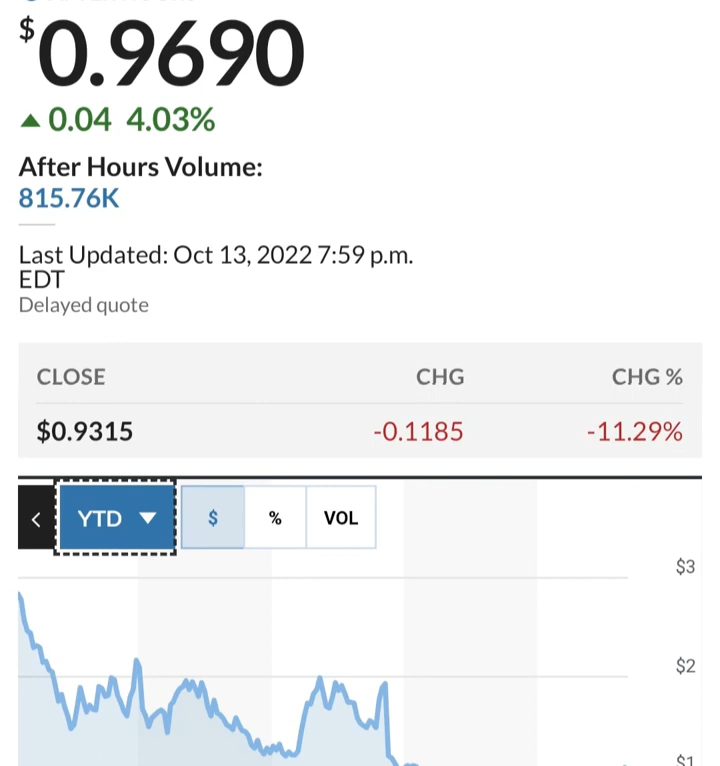 $0.9690
▲ 0.04 4.03%
After Hours Volume:
815.76K
Last Updated: Oct 13, 2022 7:59 p.m.
EDT
Delayed quote
CLOSE CHG CHG %
$0.9315 -0.1185 -11.29%
YTD $ % VOL
$3
$2
$1